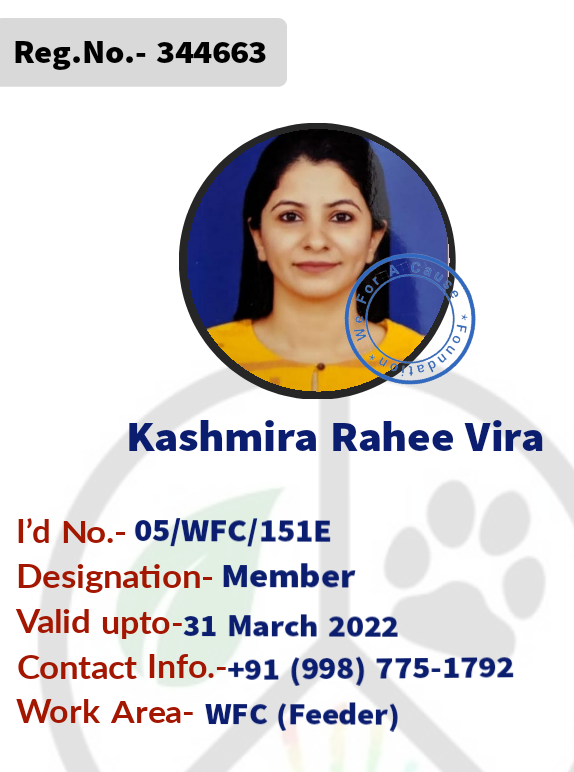 Reg.No.- 344663
We For A Cause
* Foundation *
Kashmira Rahee Vira
I'd No.- 05/WFC/151E
Designation- Member
Valid upto-31 March 2022
Contact Info.-+91 (998) 775-1792
Work Area- WFC (Feeder)